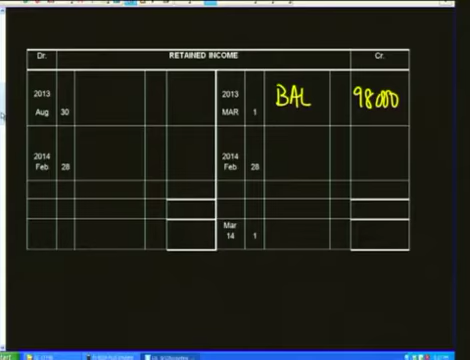 Dr. RETAINED INCOME Cr.
2013 2013
Aug 30 MAR 1 BAL 98000
2014 2014
Feb 28 Feb 28
Mar
14 1